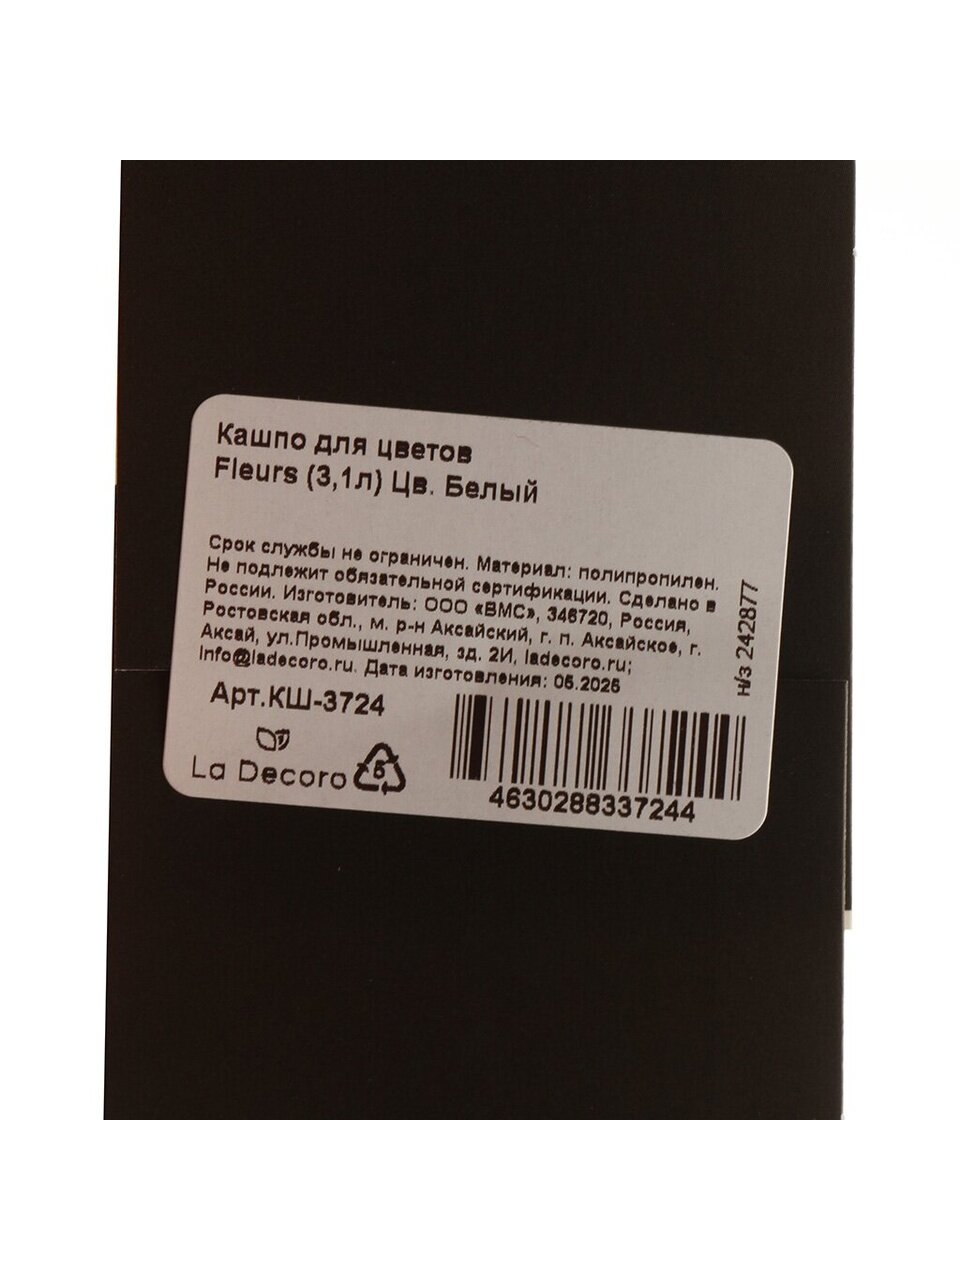 Кашпо для цветов
Fleurs (3,1л) Цв. Белый
Срок службы не ограничен. Материал: полипропилен.
Не подлежит обязательной сертификации. Сделано в
России. Изготовитель: ООО «ВМС», 346720, Россия,
Ростовская обл., м. р-н Аксайский, г. п. Аксайское, г.
Аксай, ул.Промышленная, зд. 2И, ladecoro.ru;
Info@ladecoro.ru. Дата изготовления: 05.2025
н/з 242877
Арт.КШ-3724
La Decoro
5
4630288337244